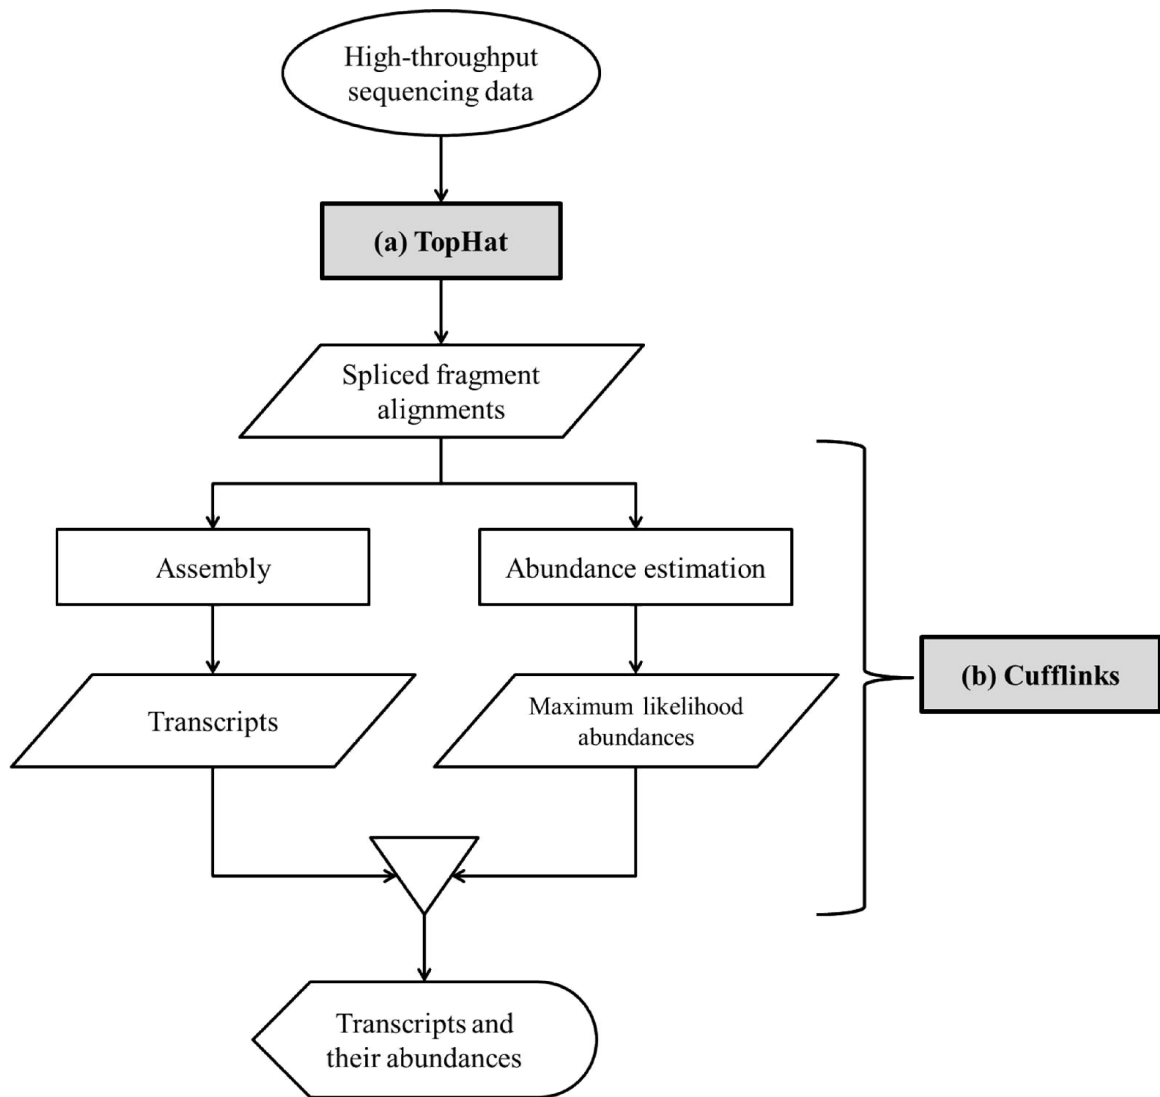 High-throughput
sequencing data
(a) TopHat
Spliced fragment
alignments
Assembly
Abundance estimation
(b) Cufflinks
Transcripts
Maximum likelihood
abundances
Transcripts and
their abundances